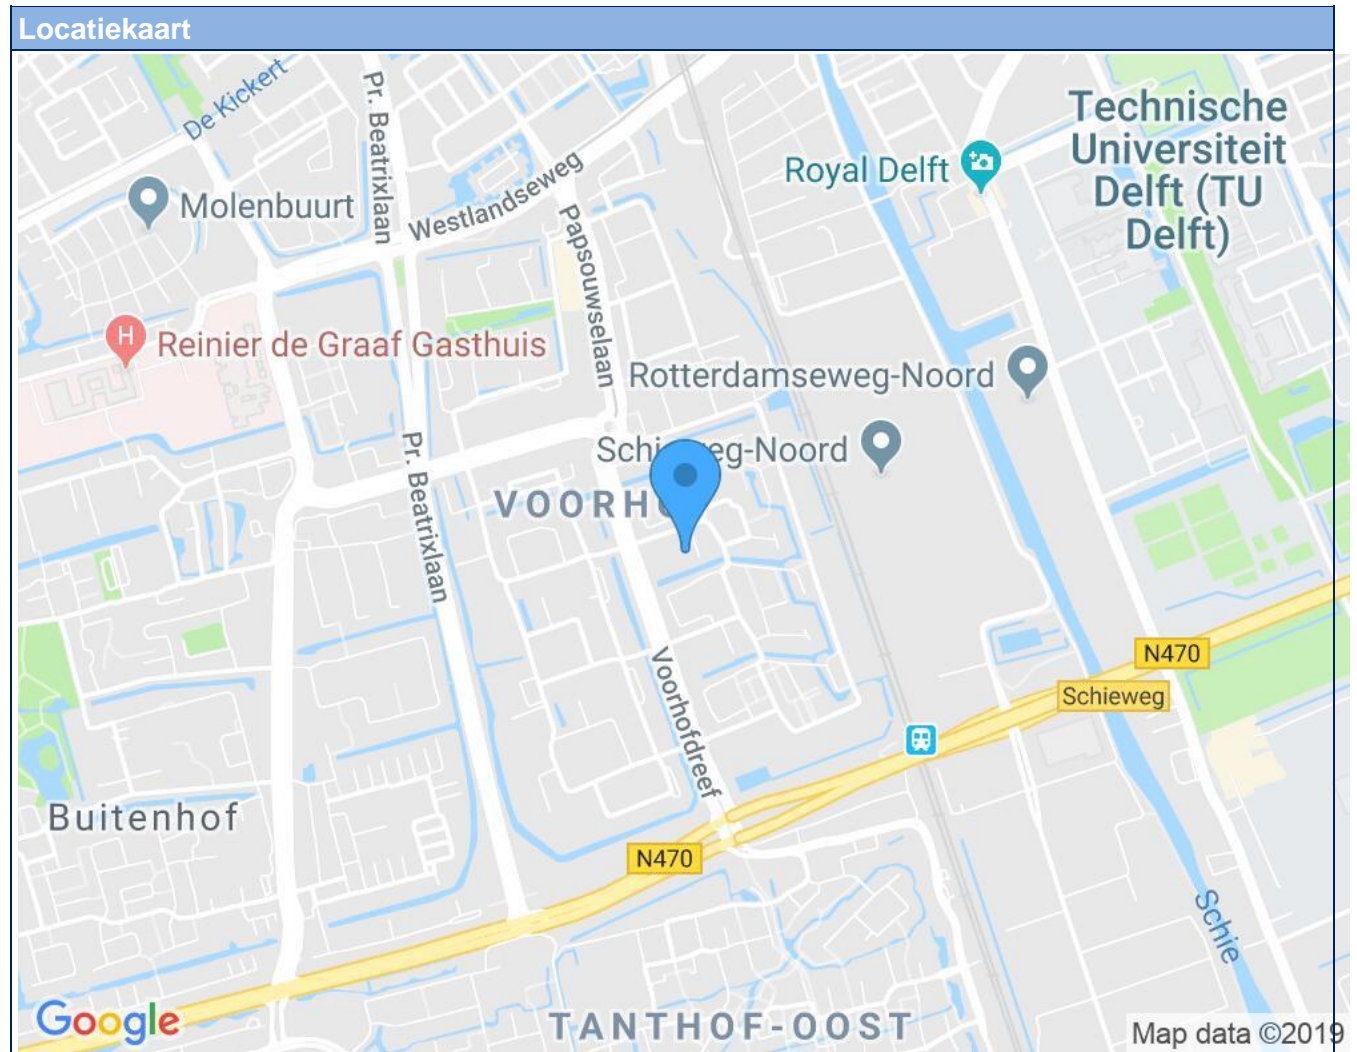 Locatiekaart
De Kickert
Pr. Beatrixlaan
Westlandseweg
Papsouwselaan
Molenbuurt
Royal Delft
Technische
Universiteit
Delft (TU
Delft)
H
Reinier de Graaf Gasthuis
Rotterdamseweg-Noord
Pr. Beatrixlaan
Voorhofdreef
N470
Schieweg
Buitenhof
N470
Schie
Google
TANTHOF-OOST
Map data ©2019